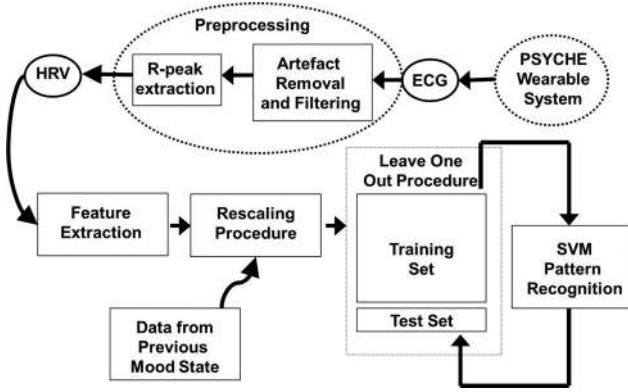 Preprocessing
HRV
R-peak
extraction
Artefact
Removal
and Filtering
ECG
PSYCHE
Wearable
System
Feature
Extraction
Rescaling
Procedure
Leave One
Out Procedure
Training
Set
Test Set
SVM
Pattern
Recognition
Data from
Previous
Mood State